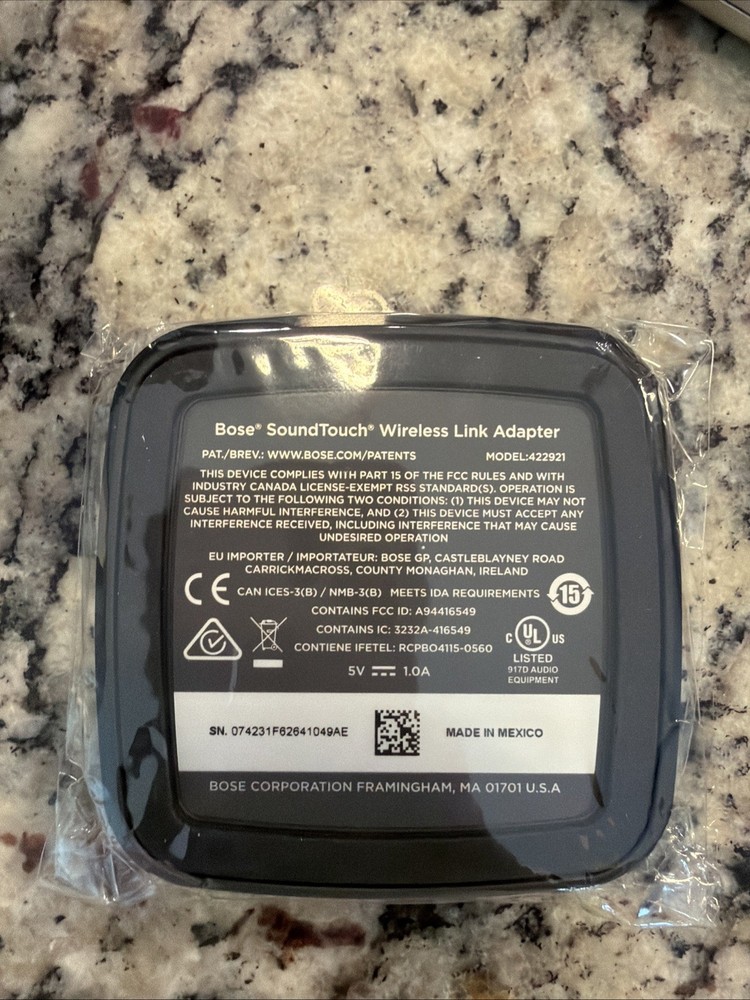 Bose® SoundTouch® Wireless Link Adapter
PAT./BREV.: WWW.BOSE.COM/PATENTS MODEL:422921
THIS DEVICE COMPLIES WITH PART 15 OF THE FCC RULES AND WITH
INDUSTRY CANADA LICENSE-EXEMPT RSS STANDARD(S). OPERATION IS
SUBJECT TO THE FOLLOWING TWO CONDITIONS: (1) THIS DEVICE MAY NOT
CAUSE HARMFUL INTERFERENCE, AND (2) THIS DEVICE MUST ACCEPT ANY
INTERFERENCE RECEIVED, INCLUDING INTERFERENCE THAT MAY CAUSE
UNDESIRED OPERATION
EU IMPORTER / IMPORTATEUR: BOSE GP, CASTLEBLAYNEY ROAD
CARRICKMACROSS, COUNTY MONAGHAN, IRELAND
CE CAN ICES-3(B) / NMB-3(B) MEETS IDA REQUIREMENTS 15
CONTAINS FCC ID: A94416549
CONTAINS IC: 3232A-416549
CONTIENE IFETEL: RCPBO4115-0560
C UL® US
LISTED
917D AUDIO
EQUIPMENT
5V 1.0A
SN. 074231F62641049AE MADE IN MEXICO
BOSE CORPORATION FRAMINGHAM, MA 01701 U.S.A